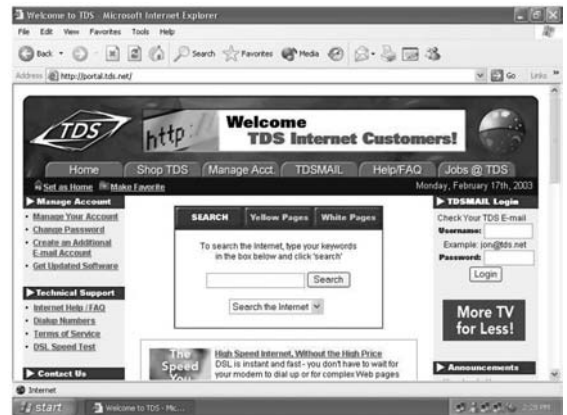 Welcome to TDS - Microsoft Internet Explorer
File Edit View Favorites Tools Help
Back Search Favorites Media
Address http://portal.tds.net/ Go Links »
TDS http:// Welcome
TDS Internet Customers!
Home Shop TDS Manage Acct. TDSMAIL Help/FAQ Jobs @ TDS
Set as Home Make Favorite Monday, February 17th, 2003
Manage Account
• Manage Your Account
• Change Password
• Create an Additional
E-mail Account
• Get Updated Software
Technical Support
• Internet Help / FAQ
• Dialup Numbers
• Terms of Service
• DSL Speed Test
Contact Us
SEARCH Yellow Pages White Pages
To search the Internet, type your keywords
in the box below and click 'search'
Search
Search the Internet
The
Speed
You
High Speed Internet, Without the High Price
DSL is instant and fast - you don't have to wait for
your modem to dial up or for complex Web pages
TDSMAIL Login
Check Your TDS E-mail
Username:
Example: jon@tds.net
Password:
Login
More TV
for Less!
Announcements
Internet
start Welcome to TDS - Mic... 2:28 PM